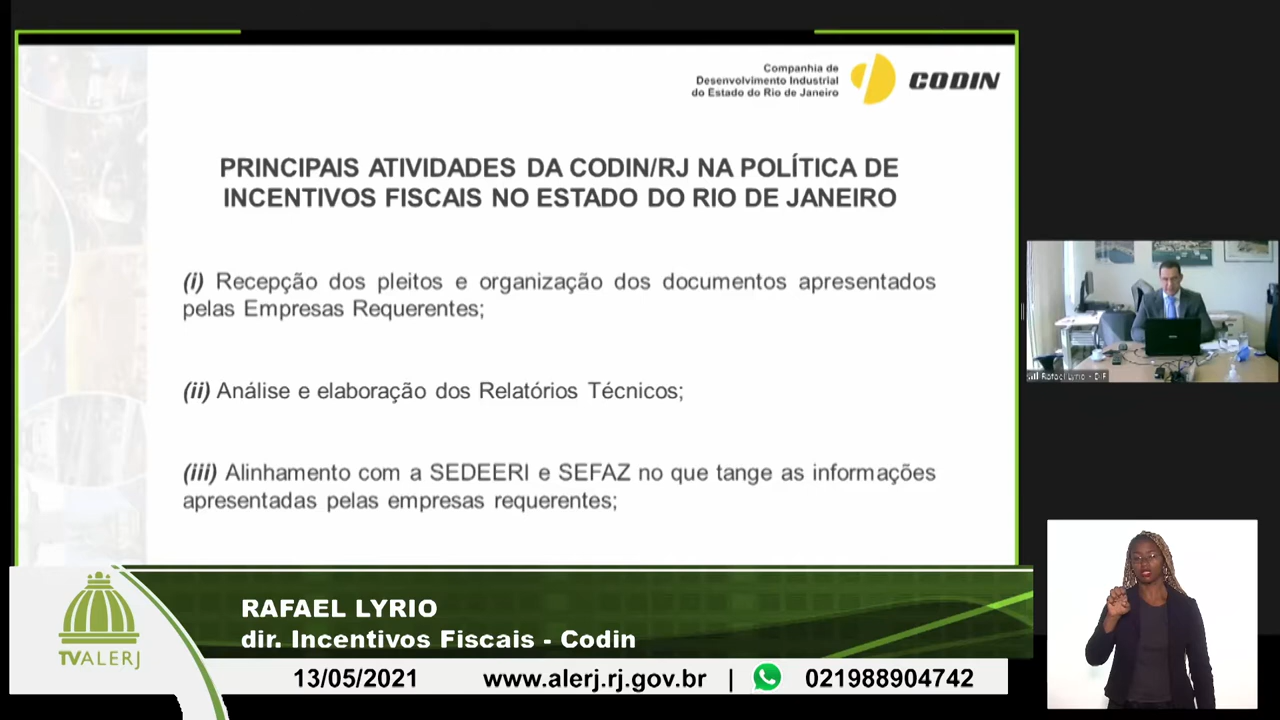 Companhia de
Desenvolvimento Industrial
do Estado do Rio de Janeiro
CODIN
PRINCIPAIS ATIVIDADES DA CODIN/RJ NA POLÍTICA DE
INCENTIVOS FISCAIS NO ESTADO DO RIO DE JANEIRO
(i) Recepção dos pleitos e organização dos documentos apresentados
pelas Empresas Requerentes;
(ii) Análise e elaboração dos Relatórios Técnicos;
(iii) Alinhamento com a SEDEERI e SEFAZ no que tange as informações
apresentadas pelas empresas requerentes;
Rafael Lyrio - DIF
RAFAEL LYRIO
dir. Incentivos Fiscais - Codin
TVALERJ
13/05/2021 www.alerj.rj.gov.br | 021988904742